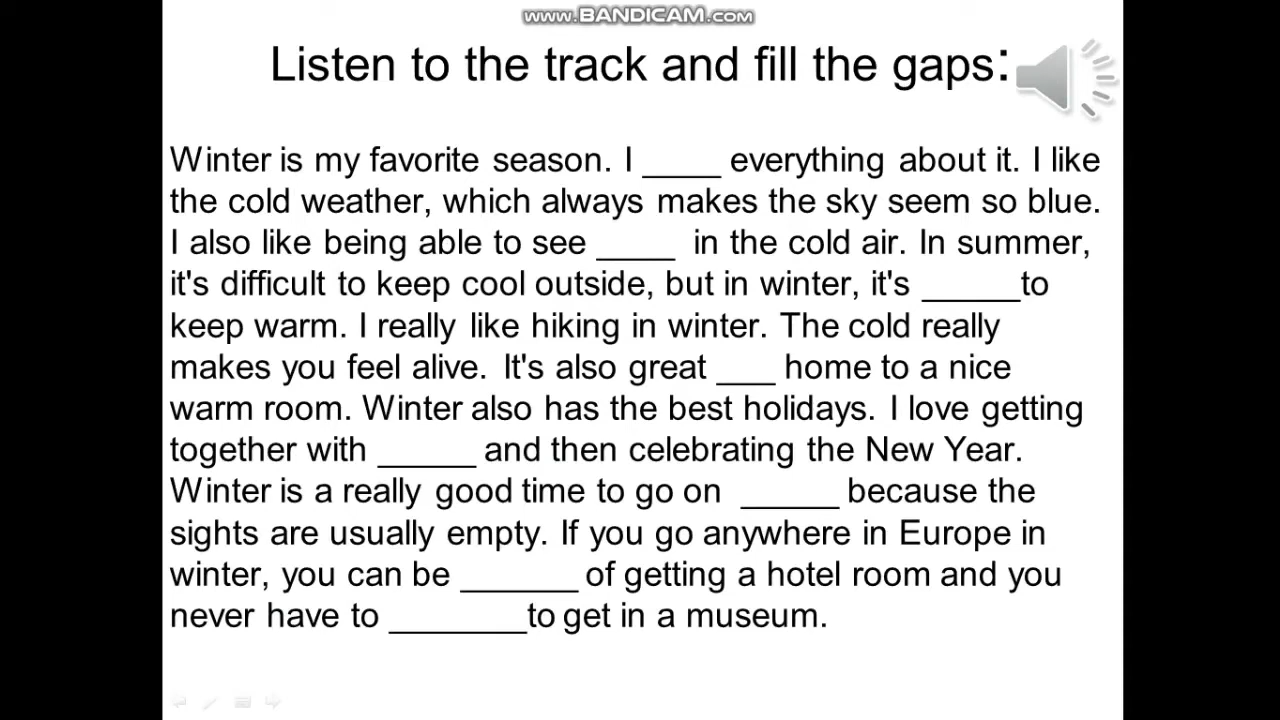 www.BANDICAM.com
Listen to the track and fill the gaps:
Winter is my favorite season. I ____ everything about it. I like
the cold weather, which always makes the sky seem so blue.
I also like being able to see ____ in the cold air. In summer,
it's difficult to keep cool outside, but in winter, it's _____to
keep warm. I really like hiking in winter. The cold really
makes you feel alive. It's also great ___ home to a nice
warm room. Winter also has the best holidays. I love getting
together with _____ and then celebrating the New Year.
Winter is a really good time to go on _____ because the
sights are usually empty. If you go anywhere in Europe in
winter, you can be ______ of getting a hotel room and you
never have to _______to get in a museum.